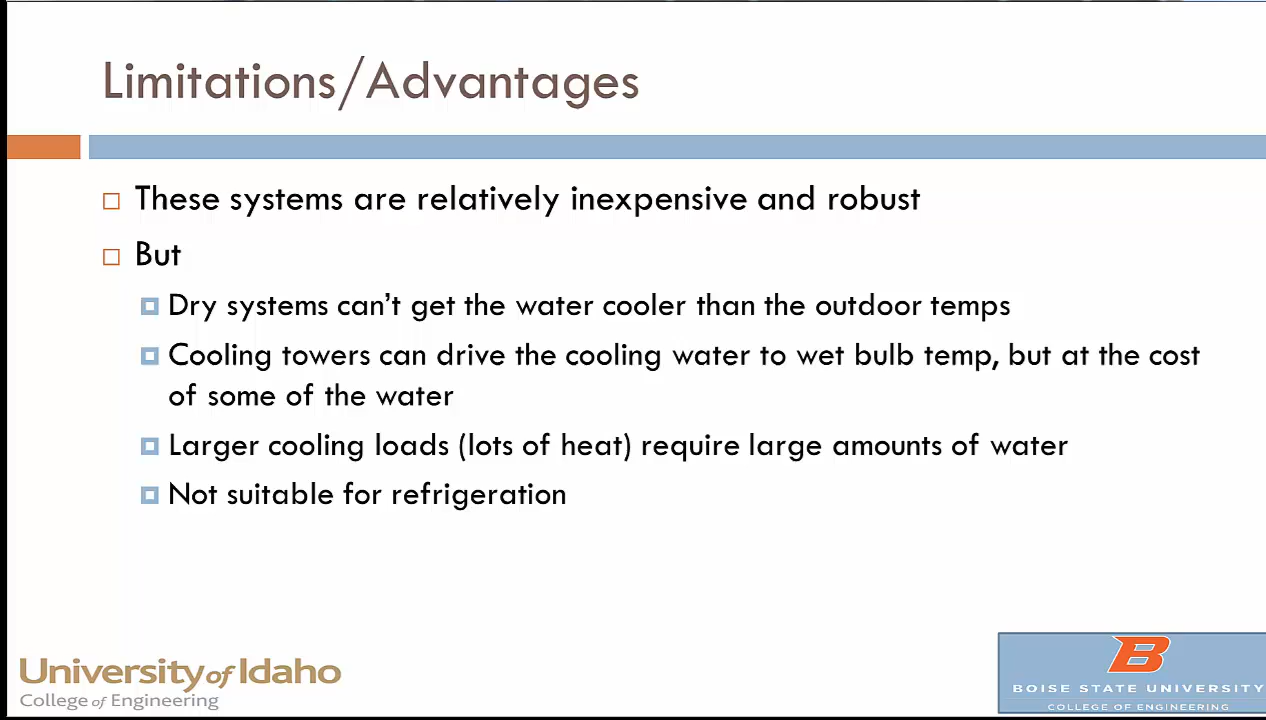 Limitations/Advantages
These systems are relatively inexpensive and robust
But
Dry systems can't get the water cooler than the outdoor temps
Cooling towers can drive the cooling water to wet bulb temp, but at the cost
of some of the water
Larger cooling loads (lots of heat) require large amounts of water
Not suitable for refrigeration
University of Idaho
College of Engineering
B
BOISE STATE UNIVERSITY
COLLEGE OF ENGINEERING